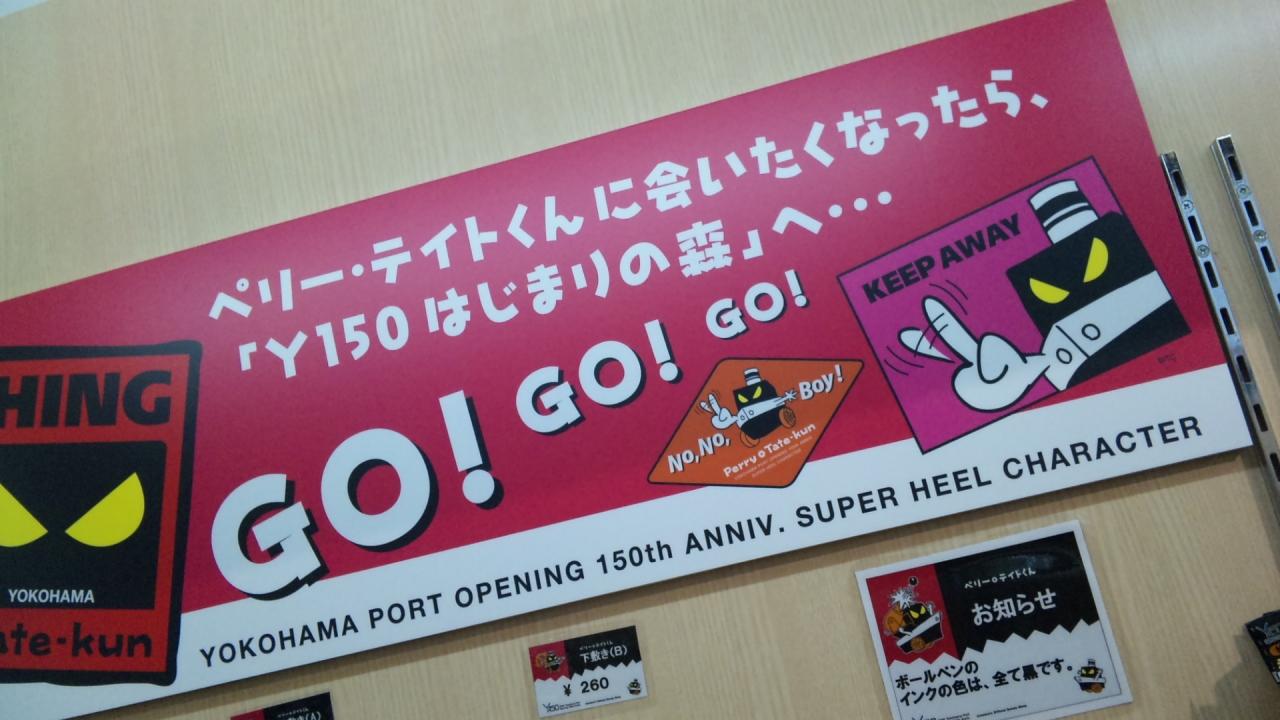 ペリー・テイトくんに会いたくなったら、
「Y150 はじまりの森」へ・・・
GO! GO! GO!
KEEP AWAY
No, No, Boy!
Perry Tate-kun
HING
YOKOHAMA
ate-kun
YOKOHAMA PORT OPENING 150th ANNIV. SUPER HEEL CHARACTER
下敷き(B)
¥ 260
ペリー・テイトくん
お知らせ
ボールペンの
インクの色は、全て黒です。